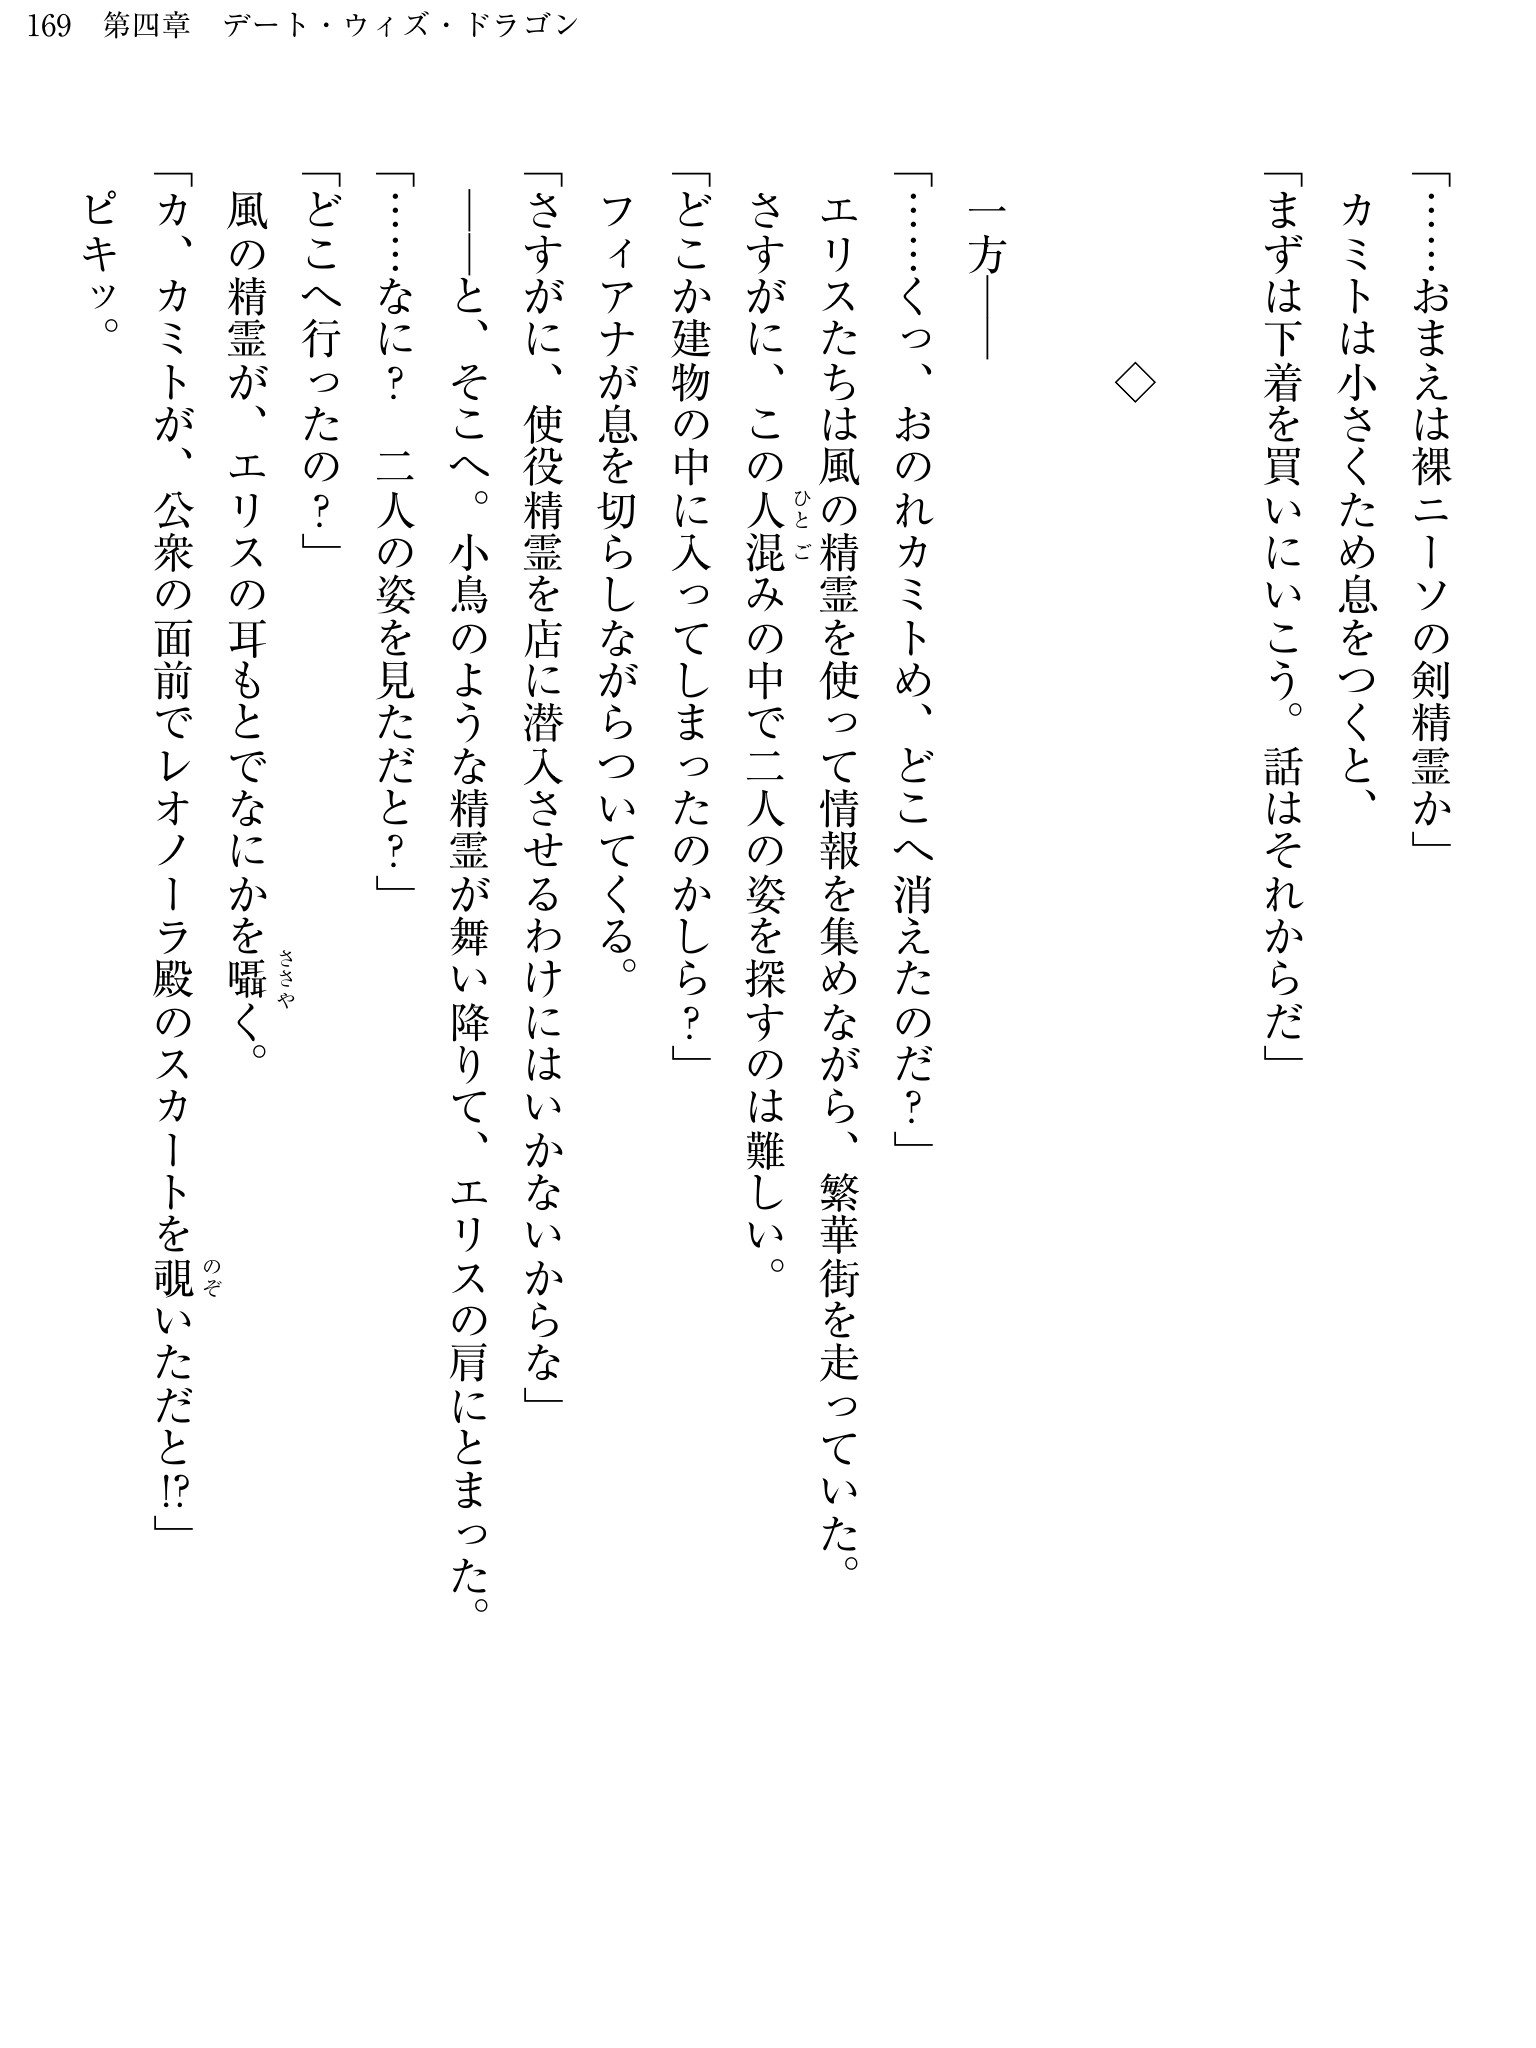 169 第四章 デート・ウィズ・ドラゴン
「……おまえは裸ニーソの剣精霊か」
カミトは小さくため息をつくと、
「まずは下着を買いにいこう。話はそれからだ」
◇
一方――
「……くっ、おのれカミトめ、どこへ消えたのだ?」
エリスたちは風の精霊を使って情報を集めながら、繁華街を走っていた。
さすがに、この人混みの中で二人の姿を探すのは難しい。
ひとご
「どこか建物の中に入ってしまったのかしら?」
フィアナが息を切らしながらついてくる。
「さすがに、使役精霊を店に潜入させるわけにはいかないからな」
――と、そこへ。小鳥のような精霊が舞い降りて、エリスの肩にとまった。
「……なに? 二人の姿を見ただと?」
「どこへ行ったの?」
風の精霊が、エリスの耳もとでなにかを囁く。
ささや
「カ、カミトが、公衆の面前でレオノーラ殿のスカートを覗いただと!?」
のぞ
ピキッ。